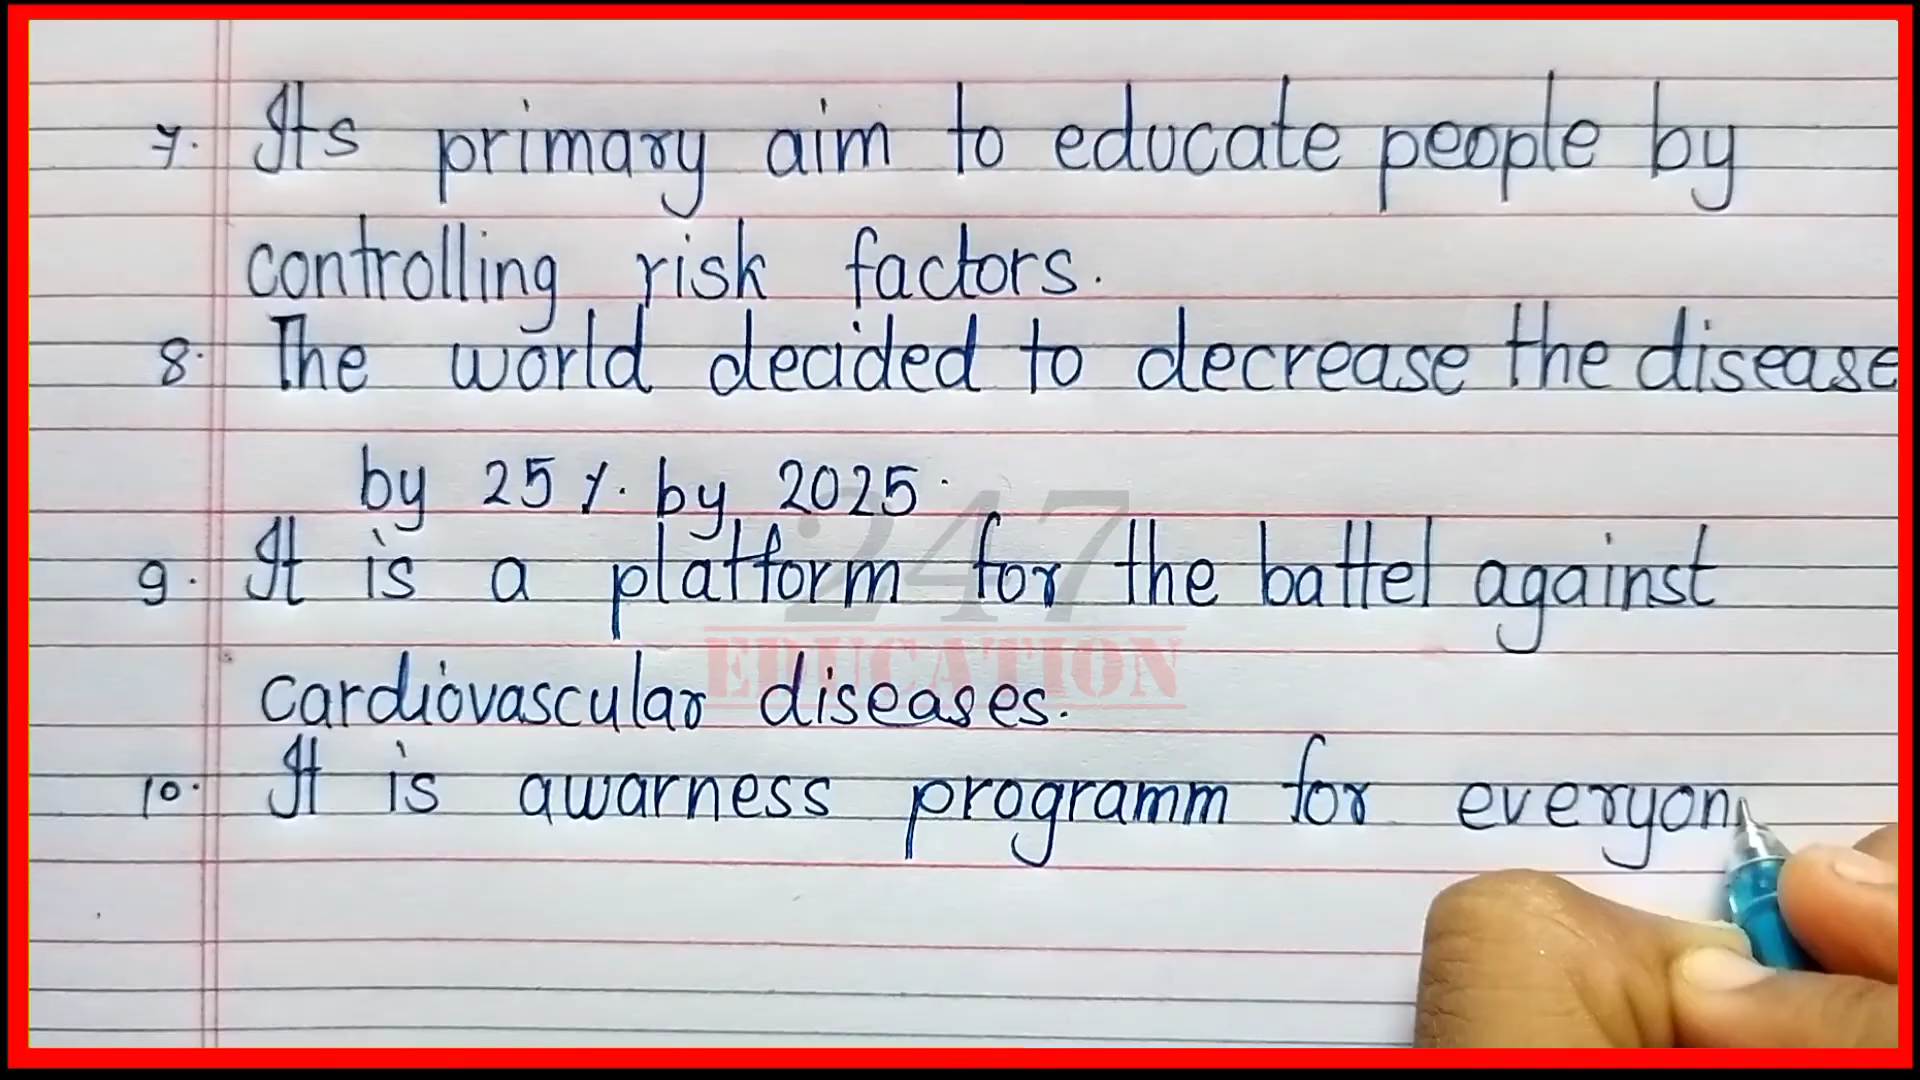 7. Its primary aim to educate people by
controlling risk factors.
8. The world decided to decrease the disease
by 25 %. by 2025.
247
9. It is a platform for the battel against
EDUCATION
cardiovascular diseases.
10. It is awarness programm for everyon